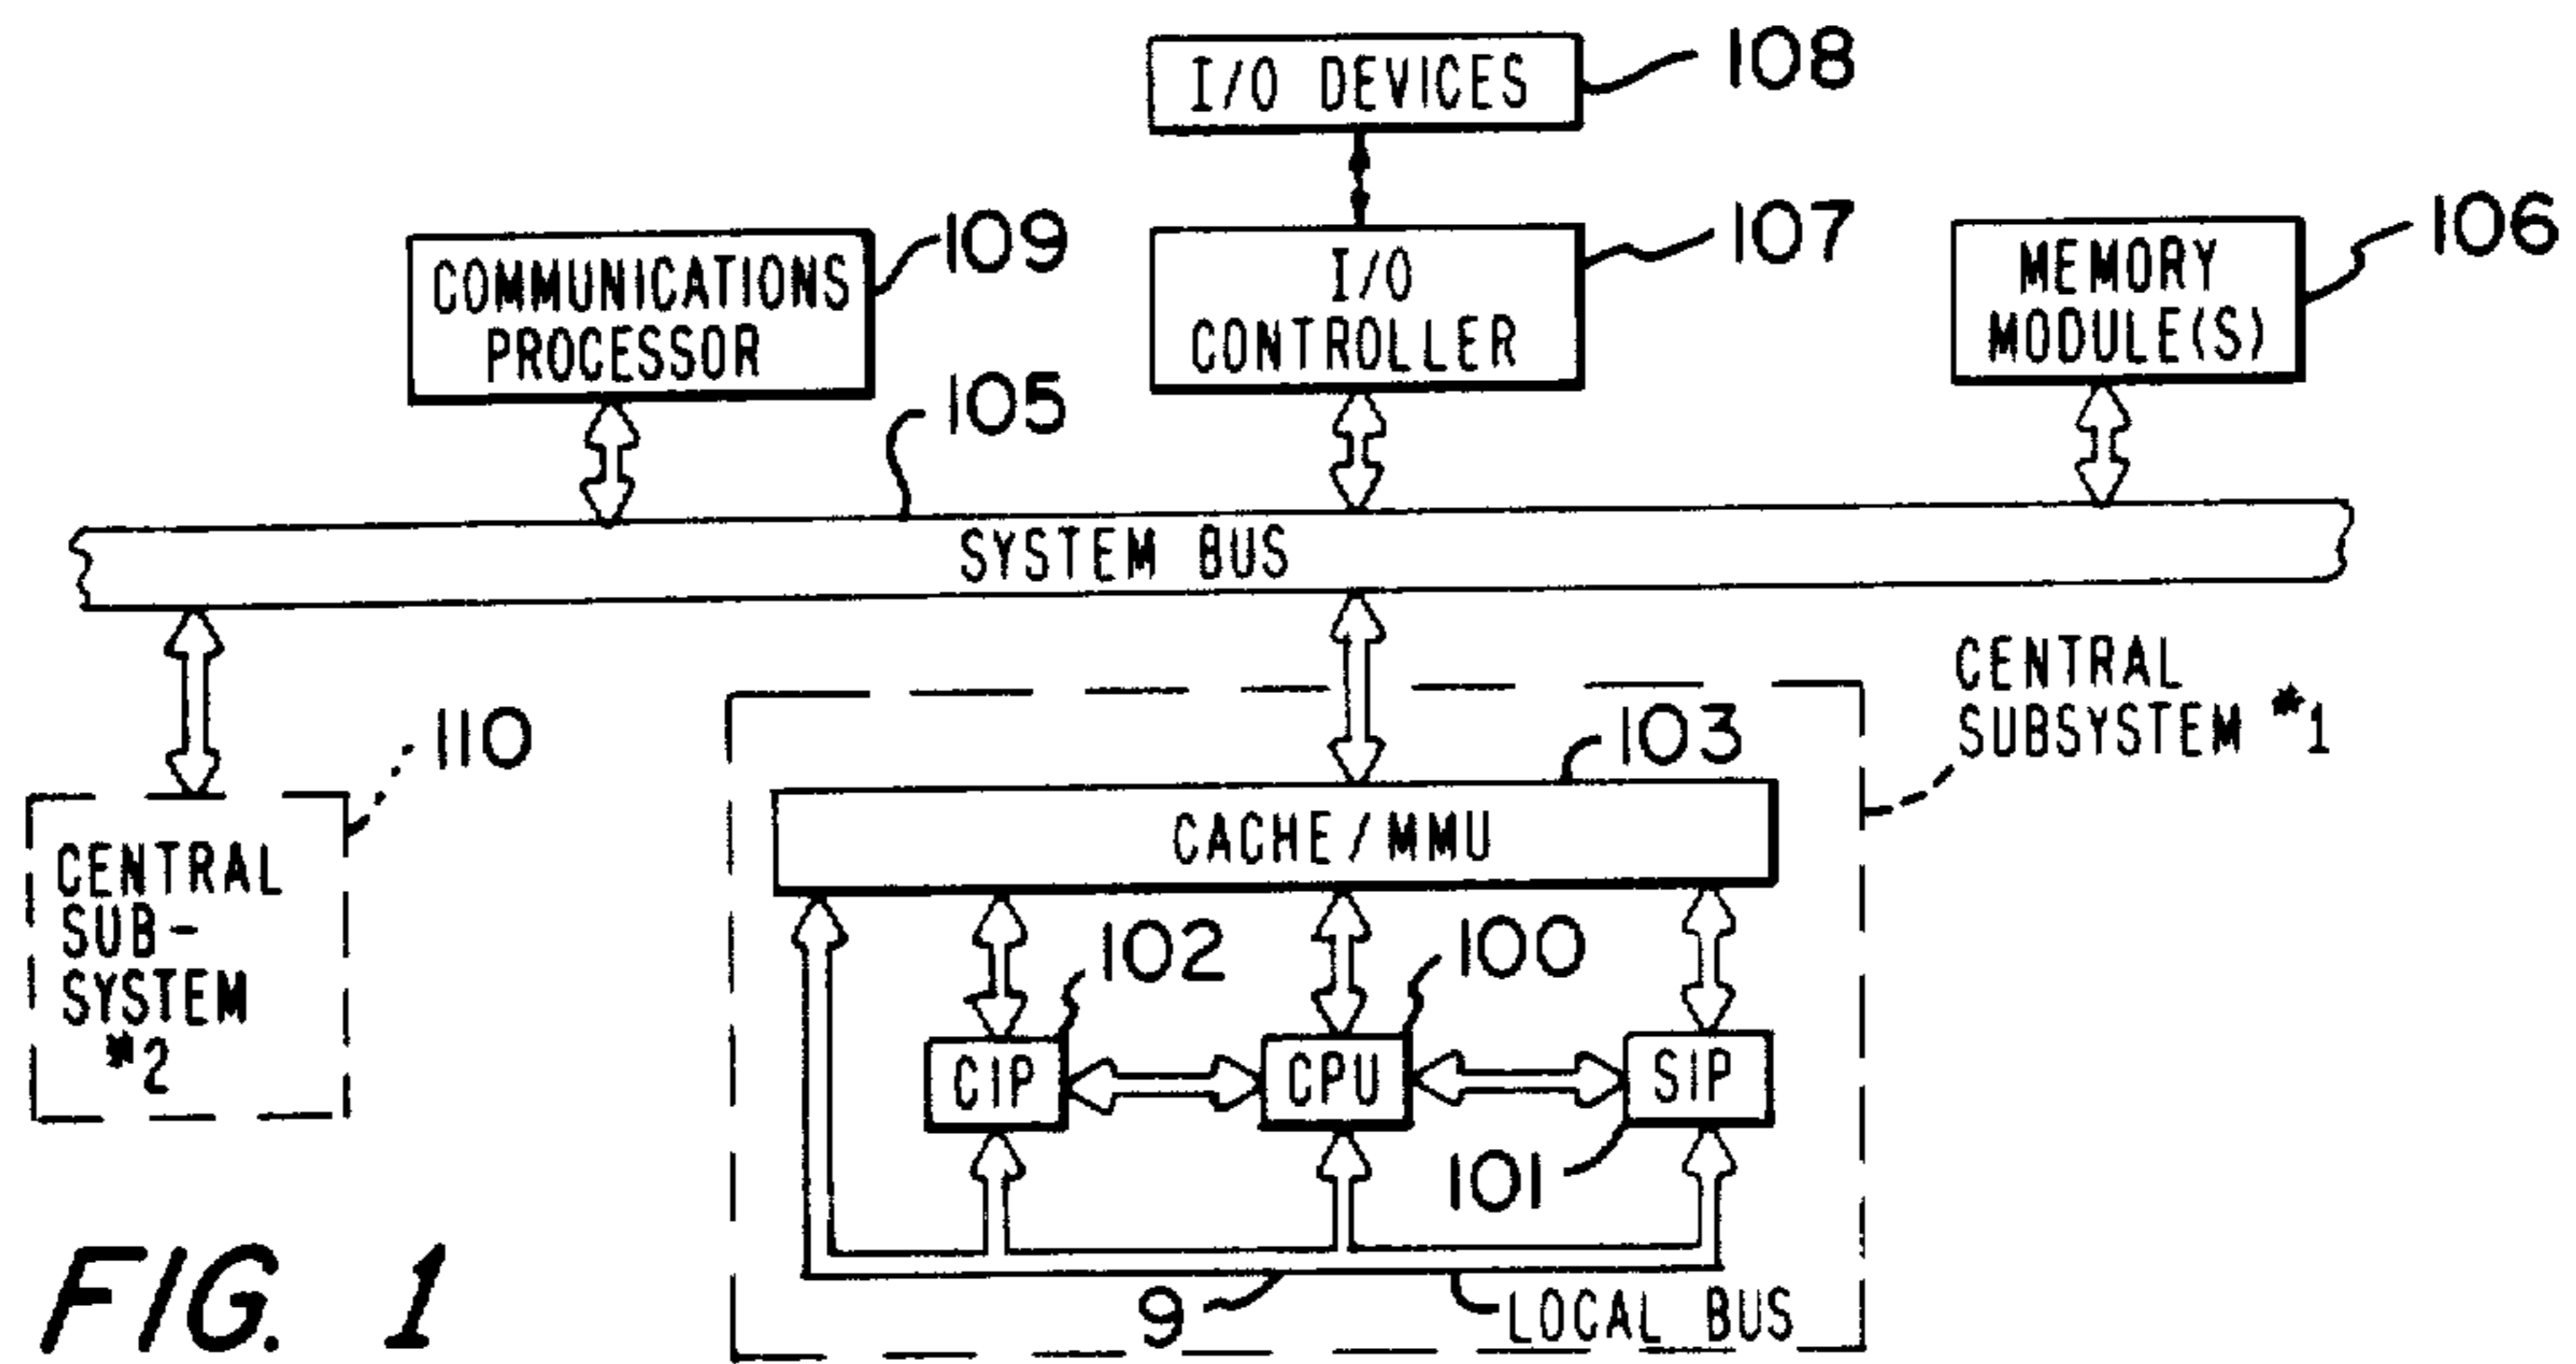 I/O DEVICES
108
COMMUNICATIONS
PROCESSOR
109
I/O
CONTROLLER
107
MEMORY
MODULE(S)
106
105
SYSTEM BUS
CENTRAL
SUBSYSTEM *1
110
CENTRAL
SUB-
SYSTEM
*2
103
CACHE/MMU
102
100
CIP
CPU
SIP
101
9
LOCAL BUS
FIG. 1